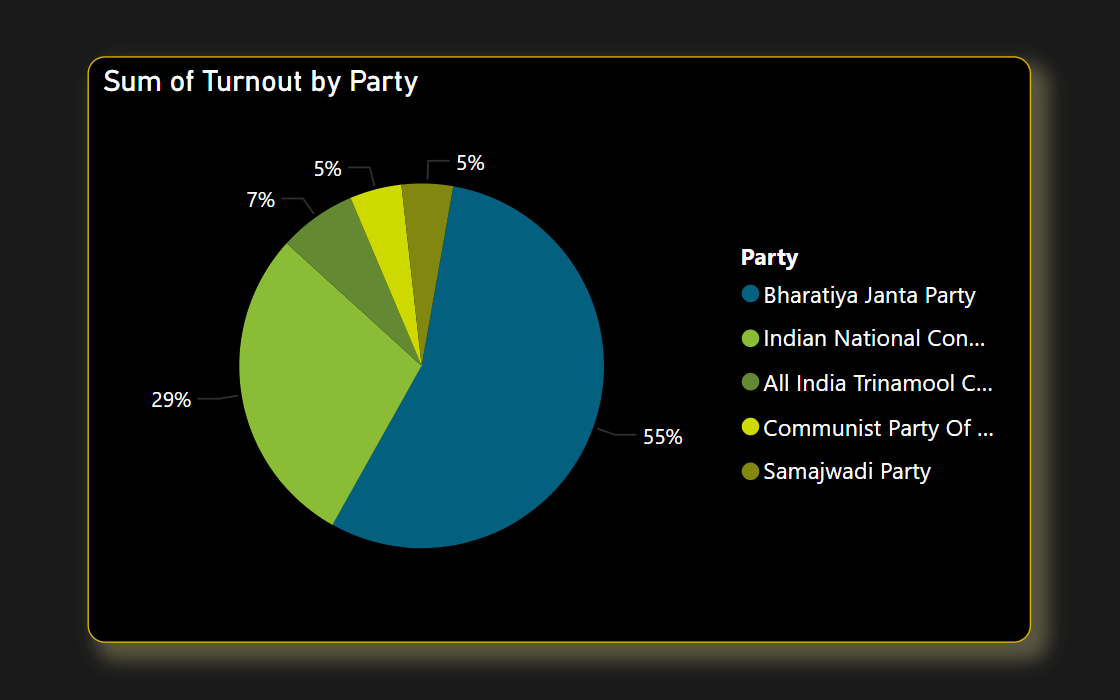 Sum of Turnout by Party
5%
5%
7%
29%
55%
Party
Bharatiya Janta Party
Indian National Con...
All India Trinamool C...
Communist Party Of ...
Samajwadi Party